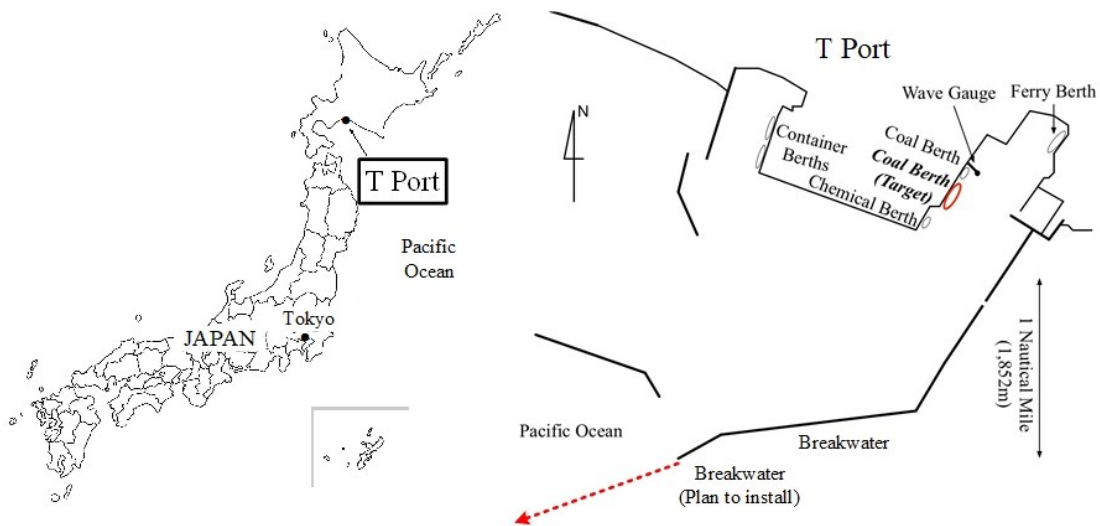 T Port
Pacific
Ocean
Tokyo
JAPAN
T Port
N
Wave Gauge
Ferry Berth
Container
Berths
Coal Berth
Coal Berth
(Target)
Chemical Berth
1 Nautical Mile
(1,852m)
Pacific Ocean
Breakwater
Breakwater
(Plan to install)